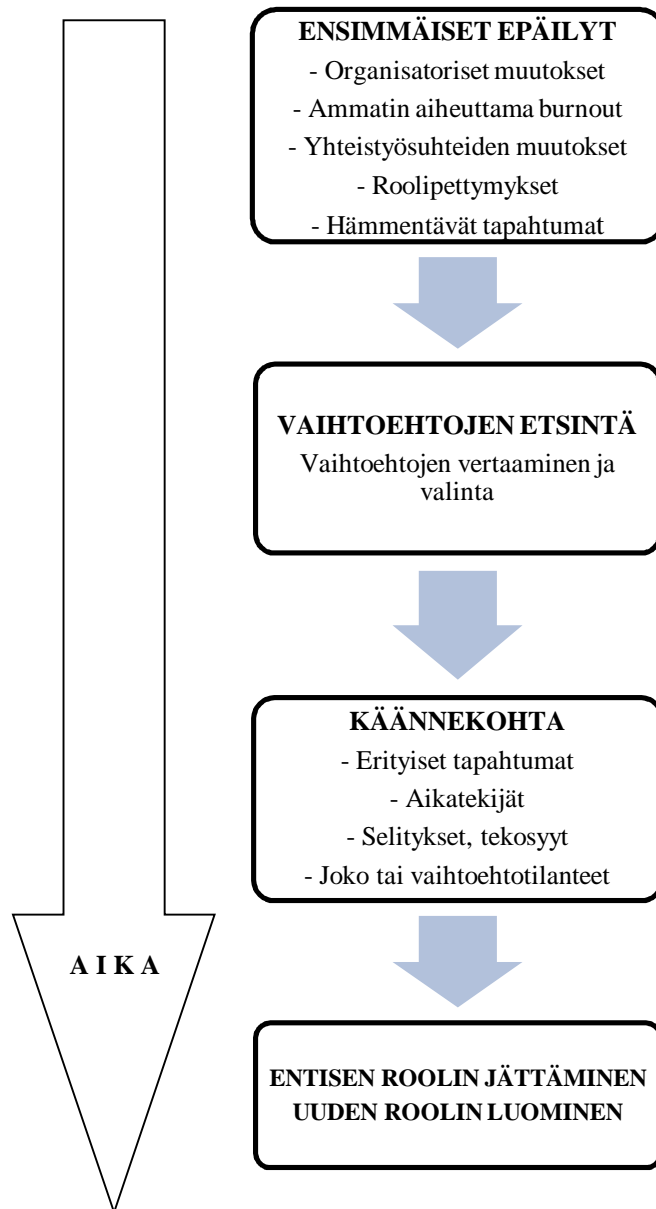 ENSIMMÄISET EPÄILYT
- Organisatoriset muutokset
- Ammatin aiheuttama burnout
- Yhteistyösuhteiden muutokset
- Roolipettymykset
- Hämmentävät tapahtumat
VAIHTOEHTOJEN ETSINTÄ
Vaihtoehtojen vertaaminen ja
valinta
KÄÄNNEKOHTA
- Erityiset tapahtumat
- Aikatekijät
- Selitykset, tekosyyt
- Joko tai vaihtoehtotilanteet
A I K A
ENTISEN ROOLIN JÄTTÄMINEN
UUDEN ROOLIN LUOMINEN